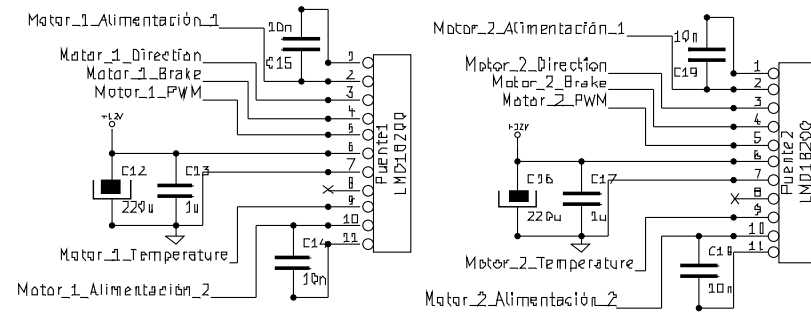 Motor_1_Alimentación_1
10n
C15
Motor_1_Direction
Motor_1_Brake
Motor_1_PWM
+12V
C12
220u
C13
1u
1
2
3
4
5
6
7
8
9
10
11
Puente1
LMD18200
Motor_1_Temperature
C14
10n
Motor_1_Alimentación_2
Motor_2_Alimentación_1
10n
C19
Motor_2_Direction
Motor_2_Brake
Motor_2_PWM
+12V
C16
220u
C17
1u
1
2
3
4
5
6
7
8
9
10
11
Puente2
LMD18200
Motor_2_Temperature
C18
10n
Motor_2_Alimentación_2